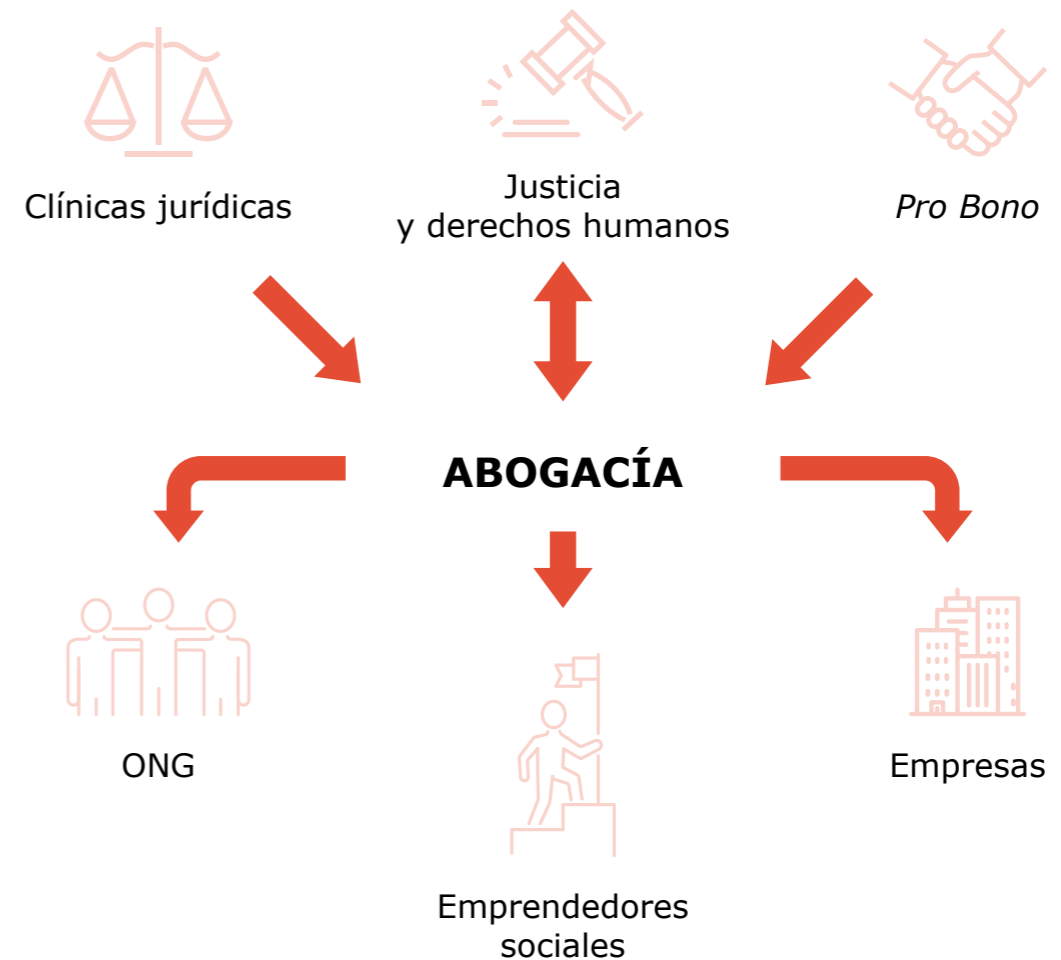 Clínicas jurídicas
Justicia
y derechos humanos
Pro Bono
ABOGACÍA
ONG
Emprendedores
sociales
Empresas